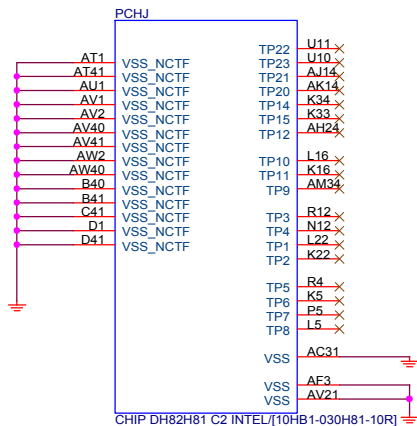 PCHJ
AT1 VSS_NCTF
AT41 VSS_NCTF
AU1 VSS_NCTF
AV1 VSS_NCTF
AV2 VSS_NCTF
AV40 VSS_NCTF
AV41 VSS_NCTF
AW2 VSS_NCTF
AW40 VSS_NCTF
B40 VSS_NCTF
B41 VSS_NCTF
C41 VSS_NCTF
D1 VSS_NCTF
D41 VSS_NCTF
TP22 U11
TP23 U10
TP21 AJ14
TP20 AK14
TP14 K34
TP15 K33
TP12 AH24
TP10 L16
TP11 K16
TP9 AM34
TP3 R12
TP4 N12
TP1 L22
TP2 K22
TP5 R4
TP6 K5
TP7 P5
TP8 L5
VSS AC31
VSS AF3
VSS AV21
CHIP DH82H81 C2 INTEL/[10HB1-030H81-10R]